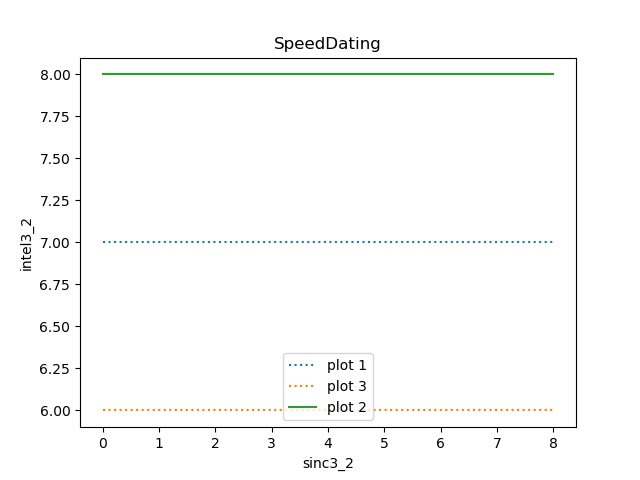 SpeedDating
8.00
7.75
7.50
7.25
7.00
6.75
6.50
6.25
6.00
intel3_2
plot 1
plot 3
plot 2
0 1 2 3 4 5 6 7 8
sinc3_2